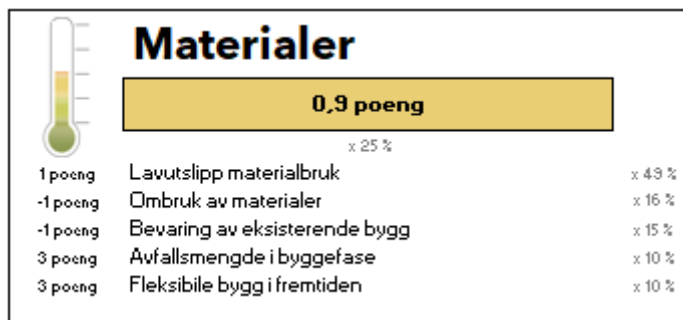 Materialer
0,9 poeng
x 25 %
1 poeng Lavutslipp materialbruk x 49 %
-1 poeng Ombruk av materialer x 16 %
-1 poeng Bevaring av eksisterende bygg x 15 %
3 poeng Avfallsmengde i byggefase x 10 %
3 poeng Fleksibile bygg i fremtiden x 10 %